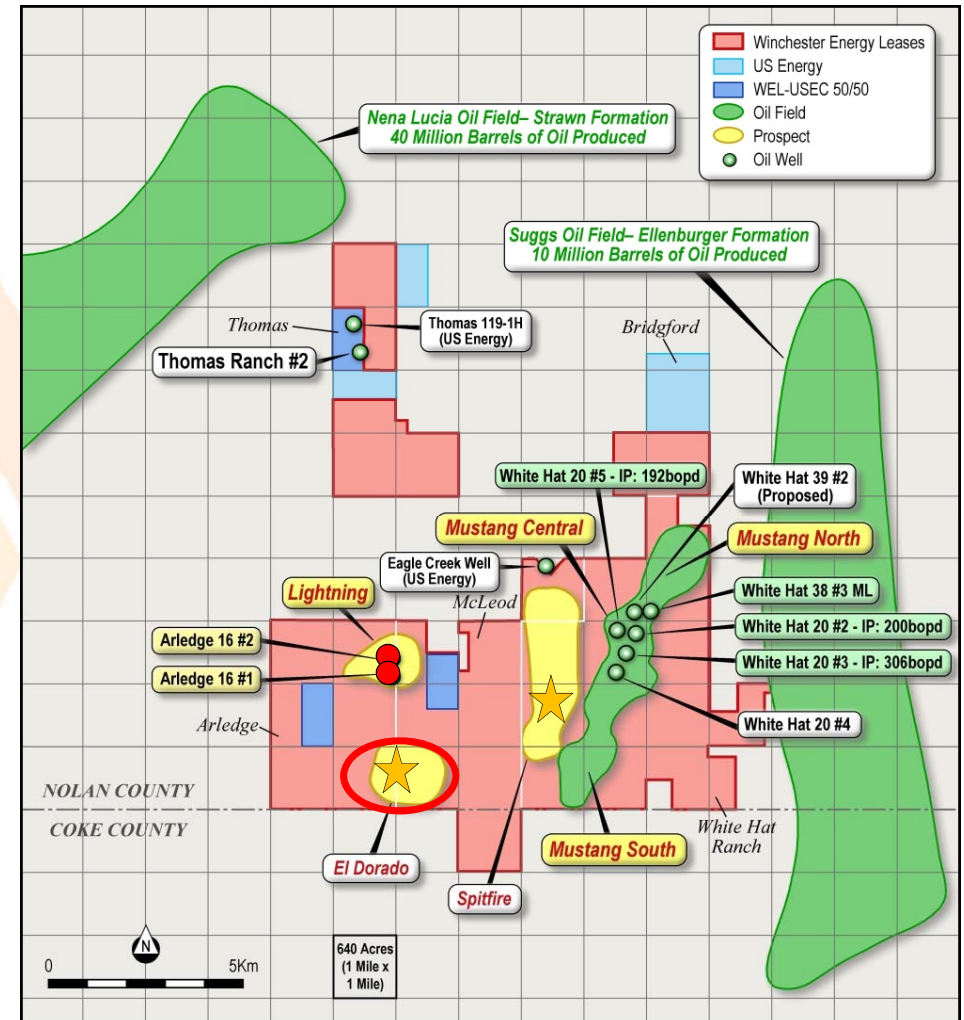 Winchester Energy Leases
US Energy
WEL-USEC 50/50
Oil Field
Prospect
Oil Well
Nena Lucia Oil Field– Strawn Formation
40 Million Barrels of Oil Produced
Suggs Oil Field– Ellenburger Formation
10 Million Barrels of Oil Produced
Thomas
Thomas 119-1H
(US Energy)
Bridgford
Thomas Ranch #2
White Hat 20 #5 - IP: 192bopd
White Hat 39 #2
(Proposed)
Mustang Central
Mustang North
Eagle Creek Well
(US Energy)
Lightning
McLeod
White Hat 38 #3 ML
Arledge 16 #2
White Hat 20 #2 - IP: 200bopd
White Hat 20 #3 - IP: 306bopd
Arledge 16 #1
Arledge
White Hat 20 #4
NOLAN COUNTY
COKE COUNTY
White Hat
Ranch
Mustang South
El Dorado
Spitfire
N
0
5Km
640 Acres
(1 Mile x
1 Mile)